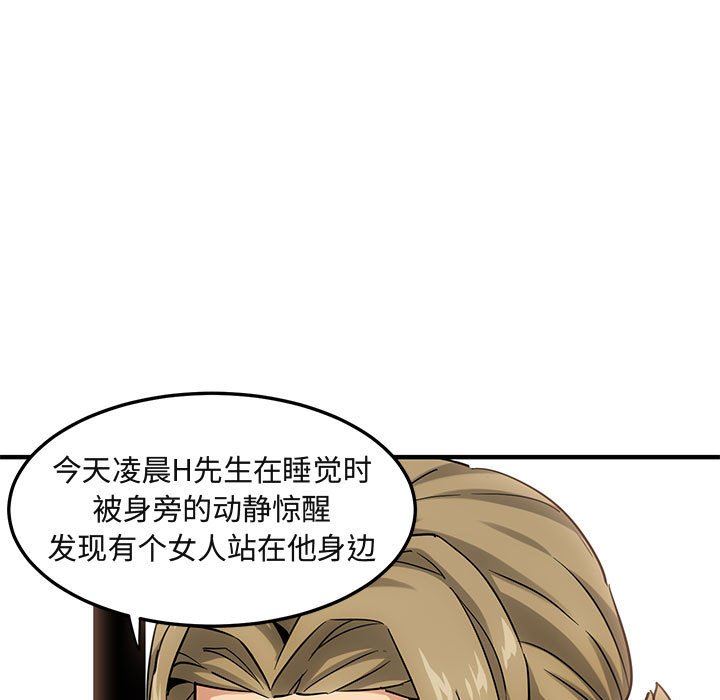 今天凌晨H先生在睡觉时
被身旁的动静惊醒
发现有个女人站在他身边